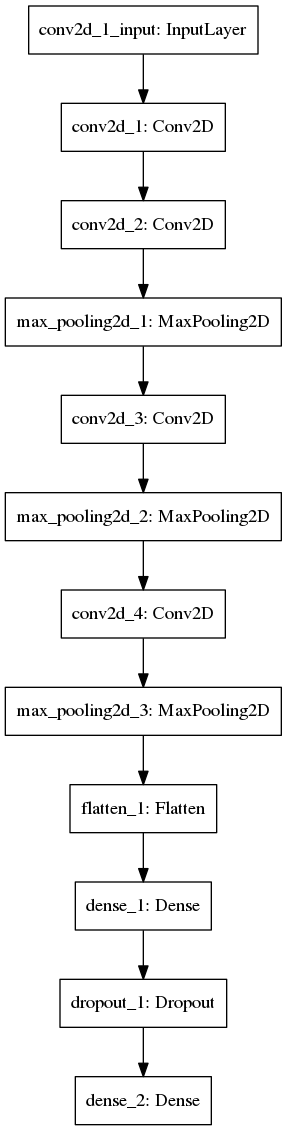 conv2d_1_input: InputLayer
conv2d_1: Conv2D
conv2d_2: Conv2D
max_pooling2d_1: MaxPooling2D
conv2d_3: Conv2D
max_pooling2d_2: MaxPooling2D
conv2d_4: Conv2D
max_pooling2d_3: MaxPooling2D
flatten_1: Flatten
dense_1: Dense
dropout_1: Dropout
dense_2: Dense